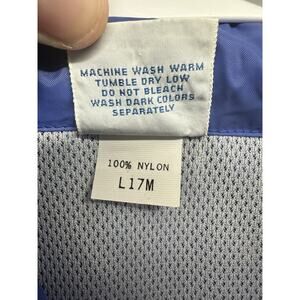 MACHINE WASH WARM
TUMBLE DRY LOW
DO NOT BLEACH
WASH DARK COLORS
SEPARATELY
100% NYLON
L17M